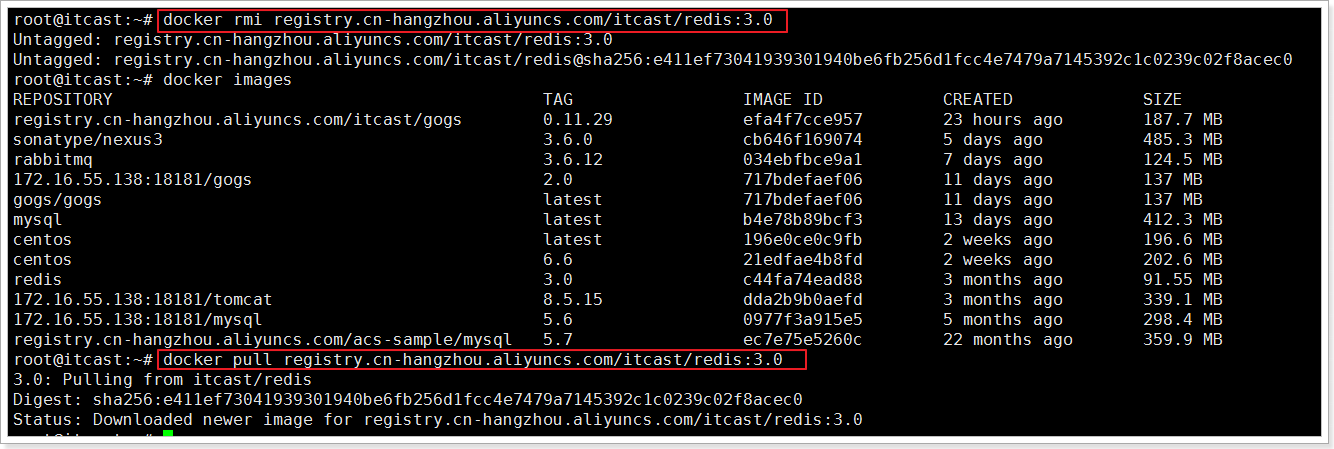 root@itcast:~# docker rmi registry.cn-hangzhou.aliyuncs.com/itcast/redis:3.0
Untagged: registry.cn-hangzhou.aliyuncs.com/itcast/redis:3.0
Untagged: registry.cn-hangzhou.aliyuncs.com/itcast/redis@sha256:e411ef73041939301940be6fb256d1fcc4e7479a7145392c1c0239c02f8acec0
root@itcast:~# docker images
REPOSITORY TAG IMAGE ID CREATED SIZE
registry.cn-hangzhou.aliyuncs.com/itcast/gogs 0.11.29 efa4f7cce957 23 hours ago 187.7 MB
sonatype/nexus3 3.6.0 cb646f169074 5 days ago 485.3 MB
rabbitmq 3.6.12 034ebfbce9a1 7 days ago 124.5 MB
172.16.55.138:18181/gogs 2.0 717bdefaef06 11 days ago 137 MB
gogs/gogs latest 717bdefaef06 11 days ago 137 MB
mysql latest b4e78b89bcf3 13 days ago 412.3 MB
centos latest 196e0ce0c9fb 2 weeks ago 196.6 MB
centos 6.6 21edfae4b8fd 2 weeks ago 202.6 MB
redis 3.0 c44fa74ead88 3 months ago 91.55 MB
172.16.55.138:18181/tomcat 8.5.15 dda2b9b0aefd 3 months ago 339.1 MB
172.16.55.138:18181/mysql 5.6 0977f3a915e5 5 months ago 298.4 MB
registry.cn-hangzhou.aliyuncs.com/acs-sample/mysql 5.7 ec7e75e5260c 22 months ago 359.9 MB
root@itcast:~# docker pull registry.cn-hangzhou.aliyuncs.com/itcast/redis:3.0
3.0: Pulling from itcast/redis
Digest: sha256:e411ef73041939301940be6fb256d1fcc4e7479a7145392c1c0239c02f8acec0
Status: Downloaded newer image for registry.cn-hangzhou.aliyuncs.com/itcast/redis:3.0